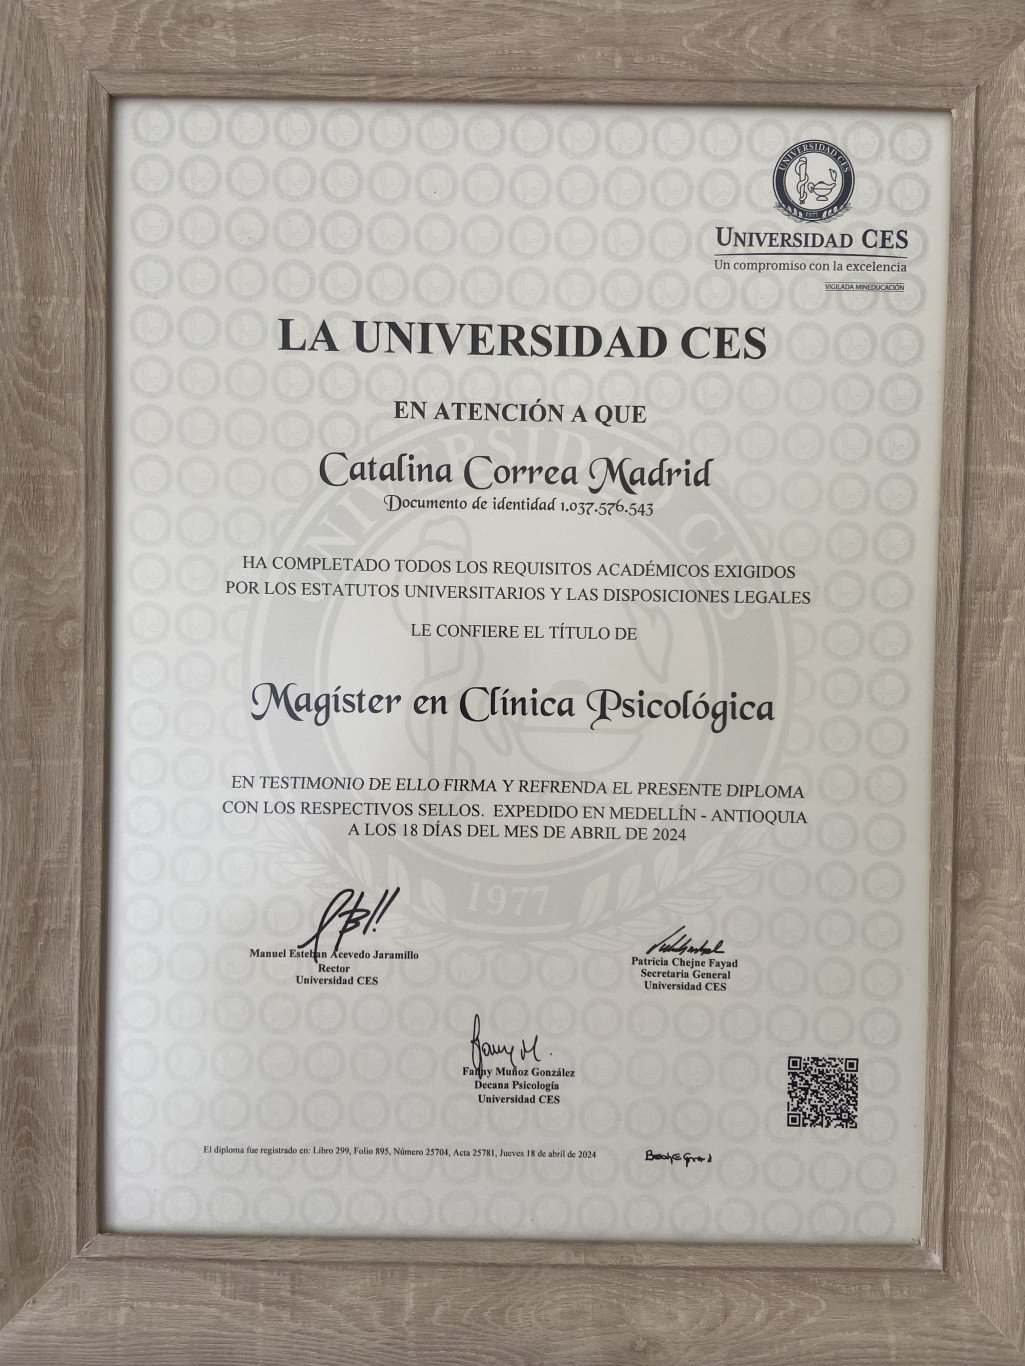 UNIVERSIDAD CES
1977
UNIVERSIDAD CES
Un compromiso con la excelencia
VIGILADA MINEDUCACIÓN
LA UNIVERSIDAD CES
EN ATENCIÓN A QUE
Catalina Correa Madrid
Documento de identidad 1.037.576.543
HA COMPLETADO TODOS LOS REQUISITOS ACADÉMICOS EXIGIDOS
POR LOS ESTATUTOS UNIVERSITARIOS Y LAS DISPOSICIONES LEGALES
LE CONFIERE EL TÍTULO DE
Magíster en Clínica Psicológica
EN TESTIMONIO DE ELLO FIRMA Y REFRENDA EL PRESENTE DIPLOMA
CON LOS RESPECTIVOS SELLOS. EXPEDIDO EN MEDELLÍN - ANTIOQUIA
A LOS 18 DÍAS DEL MES DE ABRIL DE 2024
1977
Manuel Esteban Acevedo Jaramillo
Rector
Universidad CES
Patricia Chejne Fayad
Secretaria General
Universidad CES
Fanny Muñoz González
Decana Psicología
Universidad CES
El diploma fue registrado en: Libro 299, Folio 895, Número 25704, Acta 25781, Jueves 18 de abril de 2024